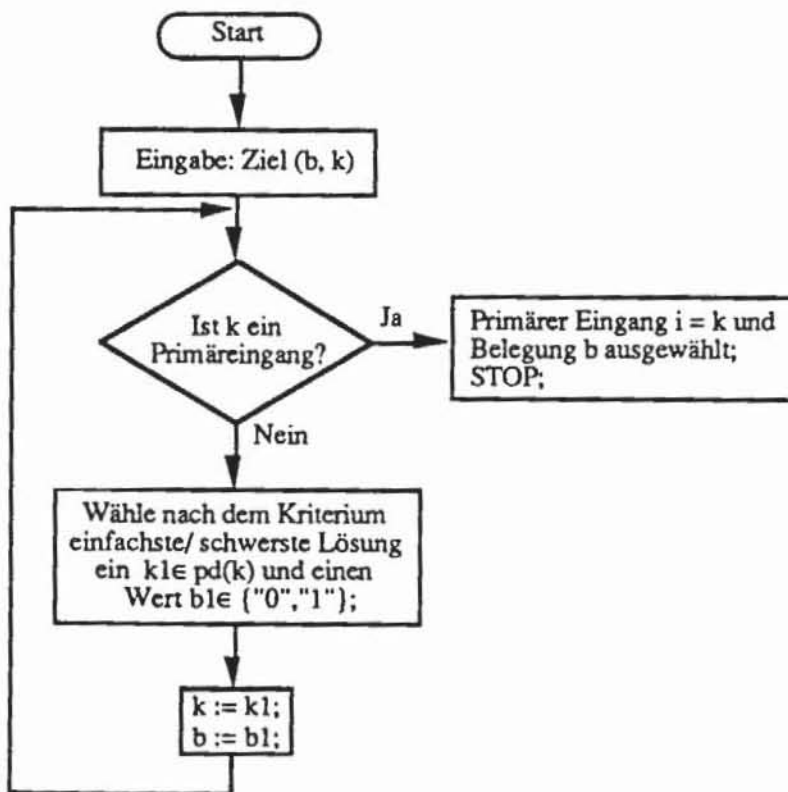 Start
Eingabe: Ziel (b, k)
Ist k ein
Primäreingang?
Ja
Primärer Eingang i = k und
Belegung b ausgewählt;
STOP;
Nein
Wähle nach dem Kriterium
einfachste/ schwerste Lösung
ein k1∈ pd(k) und einen
Wert b1∈ {"0","1"};
k := k1;
b := b1;